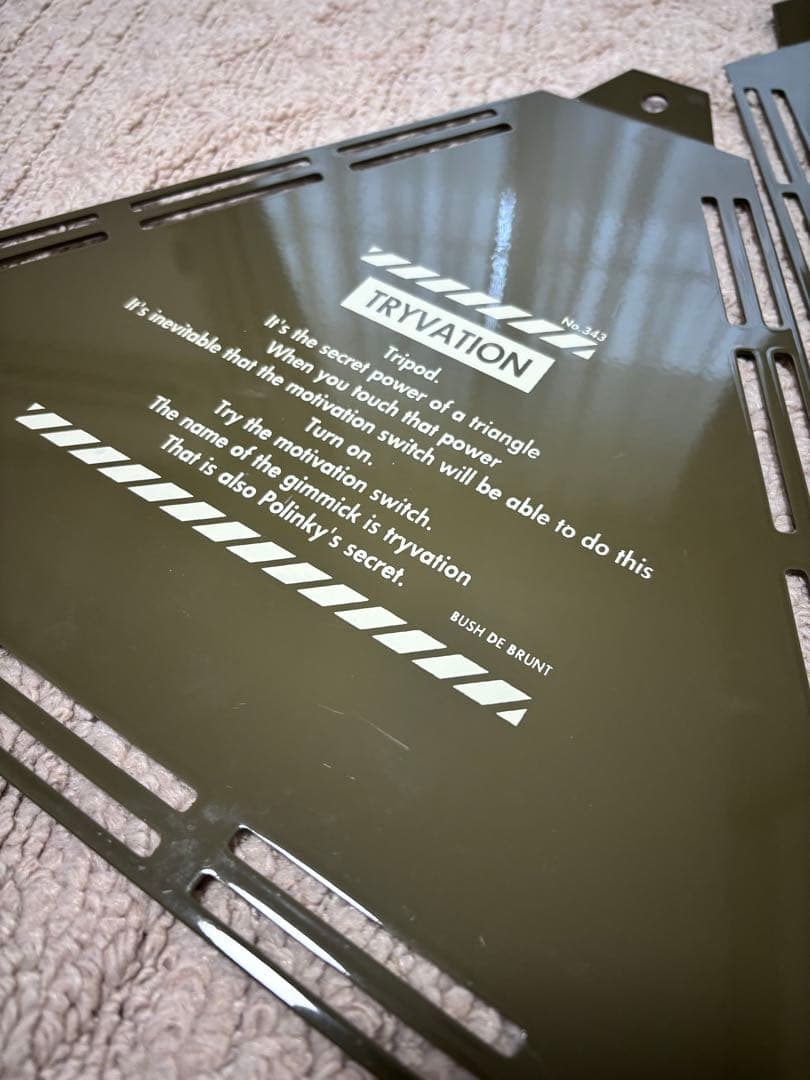 No.343
TRYVATION
Tripod.
It's the secret power of a triangle
When you touch that power
It's inevitable that the motivation switch will be able to do this
Turn on.
Try the motivation switch.
The name of the gimmick is tryvation
That is also Polinky's secret.
BUSH DE BRUNT